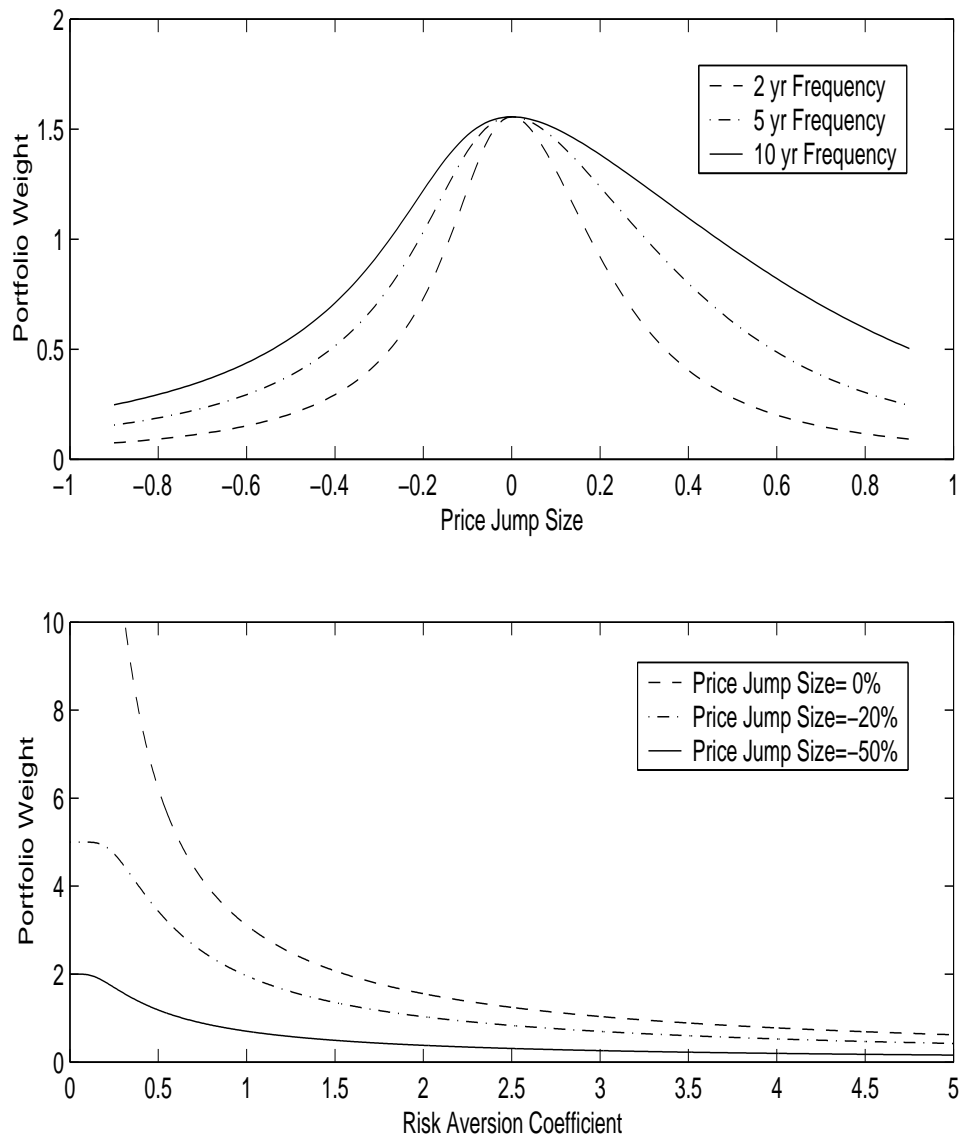 2
1.5
1
0.5
0
Portfolio Weight
2 yr Frequency
5 yr Frequency
10 yr Frequency
−1 −0.8 −0.6 −0.4 −0.2 0 0.2 0.4 0.6 0.8 1
Price Jump Size
10
8
6
4
2
0
Portfolio Weight
Price Jump Size= 0%
Price Jump Size=−20%
Price Jump Size=−50%
0 0.5 1 1.5 2 2.5 3 3.5 4 4.5 5
Risk Aversion Coefficient